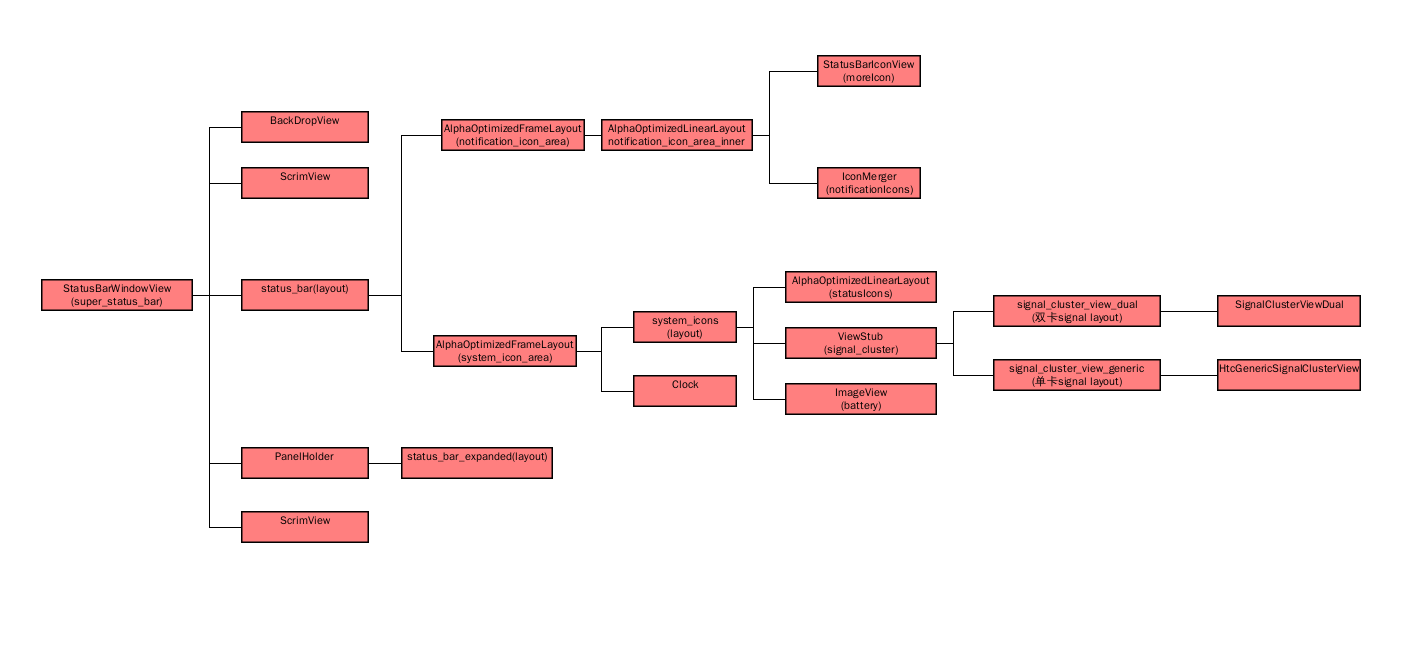 StatusBarIconView
(moreIcon)
BackDropView
AlphaOptimizedFrameLayout
(notification_icon_area)
AlphaOptimizedLinearLayout
notification_icon_area_inner
ScrimView
IconMerger
(notificationIcons)
StatusBarWindowView
(super_status_bar)
status_bar(layout)
AlphaOptimizedFrameLayout
(system_icon_area)
system_icons
(layout)
Clock
AlphaOptimizedLinearLayout
(statusIcons)
ViewStub
(signal_cluster)
ImageView
(battery)
signal_cluster_view_dual
(双卡signal layout)
SignalClusterViewDual
signal_cluster_view_generic
(单卡signal layout)
HtcGenericSignalClusterView
PanelHolder
status_bar_expanded(layout)
ScrimView